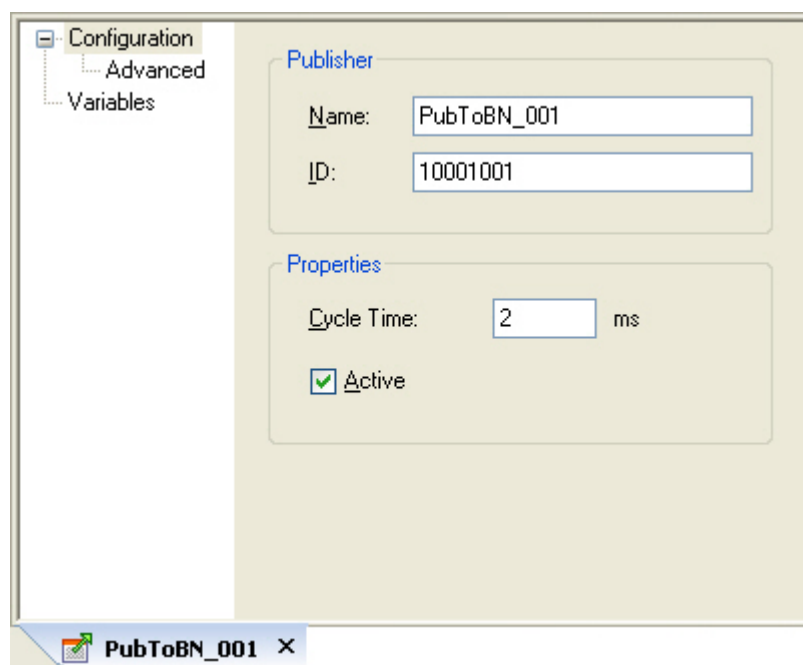 Configuration
Advanced
Variables
Publisher
Name: PubToBN_001
ID: 10001001
Properties
Cycle Time: 2 ms
Active
PubToBN_001